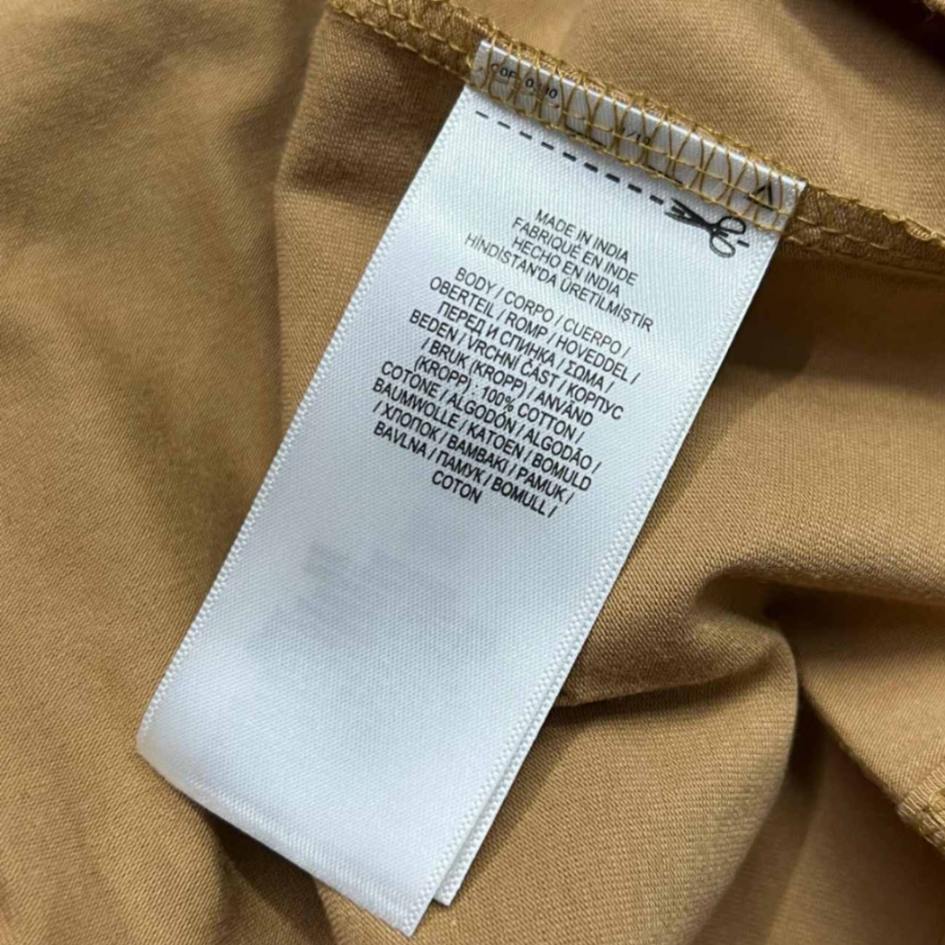 MADE IN INDIA
FABRIQUÉ EN INDE
HECHO EN INDIA
HİNDİSTAN'DA ÜRETİLMİŞTİR
BODY / CORPO / CUERPO /
OBERTEIL / ROMP / HOVEDDEL /
ПЕРЕД И СПИНКА / ΣΩΜΑ /
BEDEN / VRCHNÍ ČÁST / КОРПУС
/ BRUK (KROPP) / ANVÄND
(KROPP) : 100% COTTON /
COTONE / ALGODÓN / ALGODÃO /
BAUMWOLLE / KATOEN / BOMULD
/ ХЛОПОК / ΒΑΜΒΑΚΙ / PAMUK /
BAVLNA / ПАМУК / BOMULL /
COTON